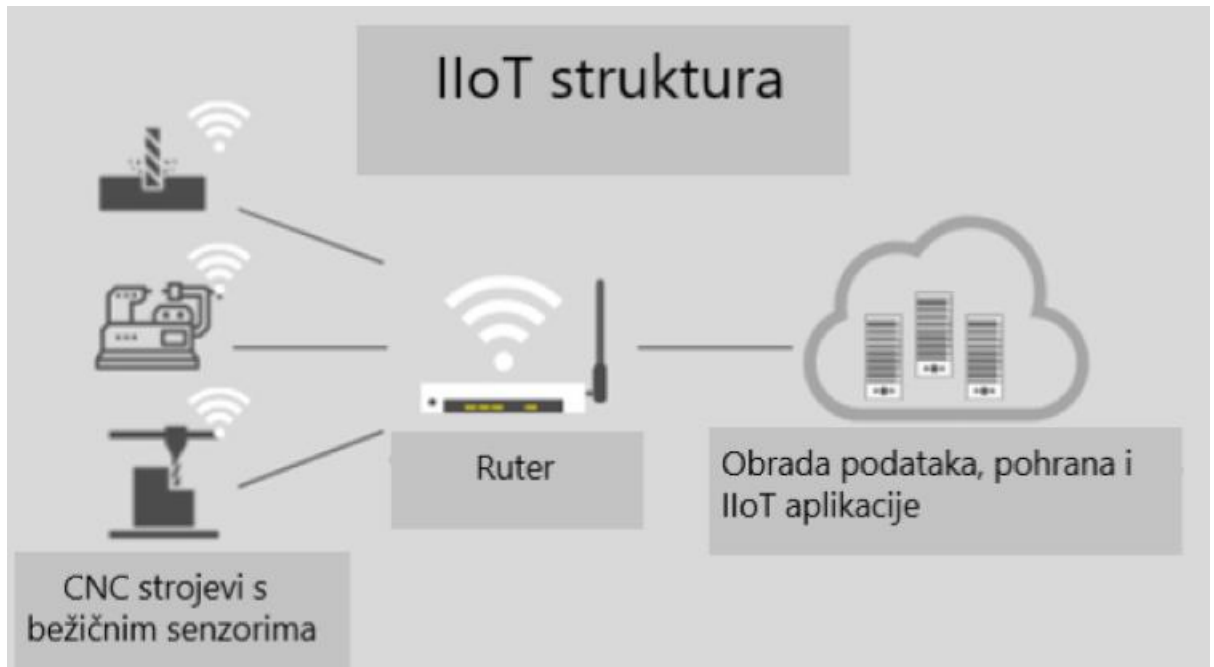 IIoT struktura
Ruter
Obrada podataka, pohrana i
IIoT aplikacije
CNC strojevi s
bežičnim senzorima